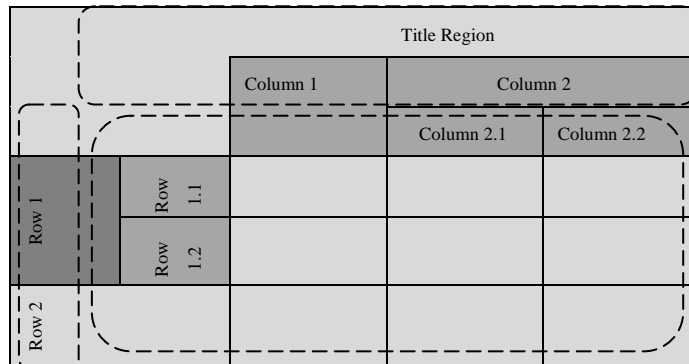 Title Region
Column 1
Column 2
Column 2.1
Column 2.2
Row 1
Row
1.1
Row
1.2
Row 2